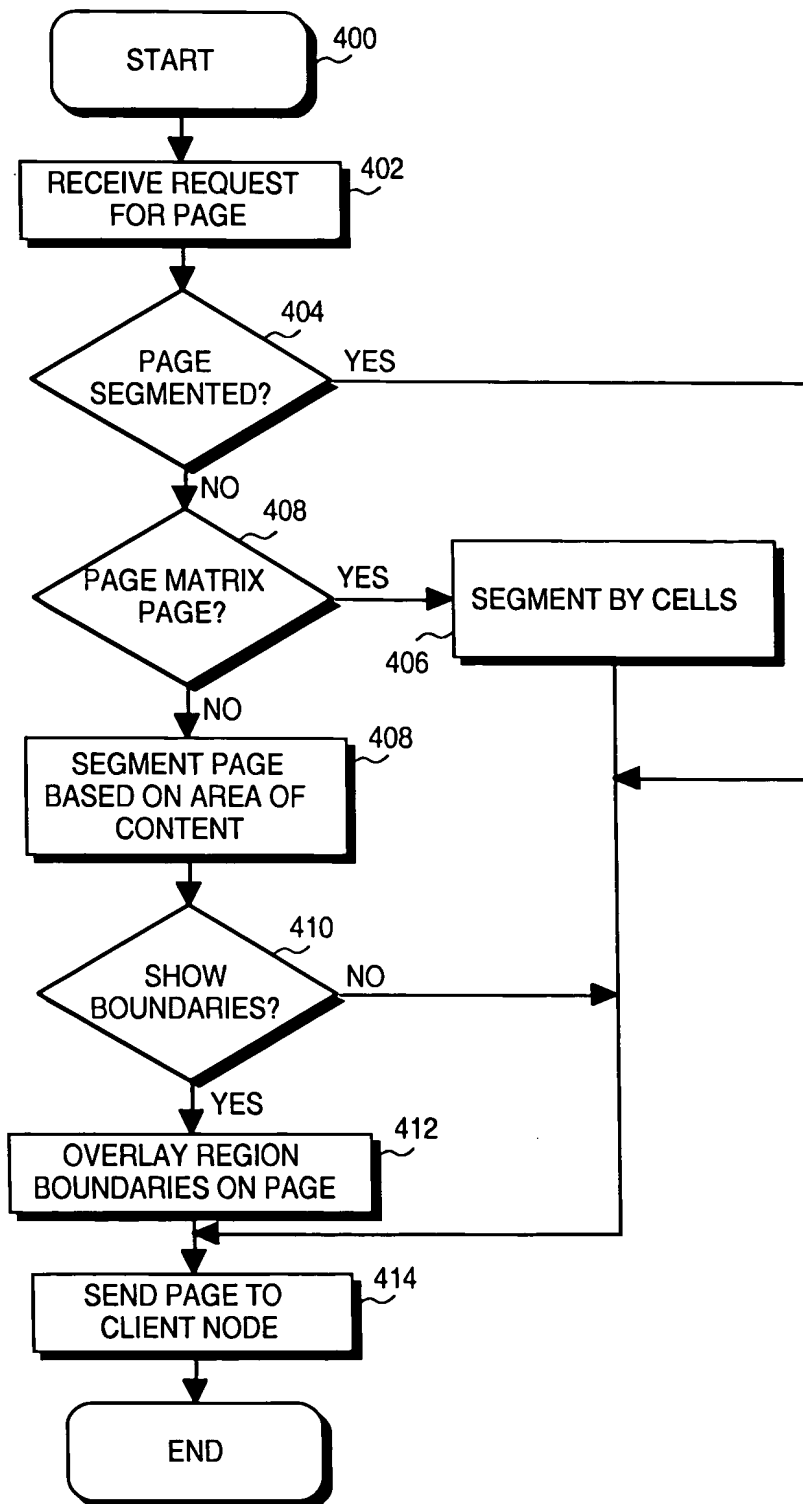 START
400
RECEIVE REQUEST
FOR PAGE
402
404
PAGE
SEGMENTED?
YES
NO
408
PAGE MATRIX
PAGE?
YES
SEGMENT BY CELLS
406
NO
408
SEGMENT PAGE
BASED ON AREA OF
CONTENT
410
SHOW
BOUNDARIES?
NO
YES
412
OVERLAY REGION
BOUNDARIES ON PAGE
SEND PAGE TO
CLIENT NODE
414
END